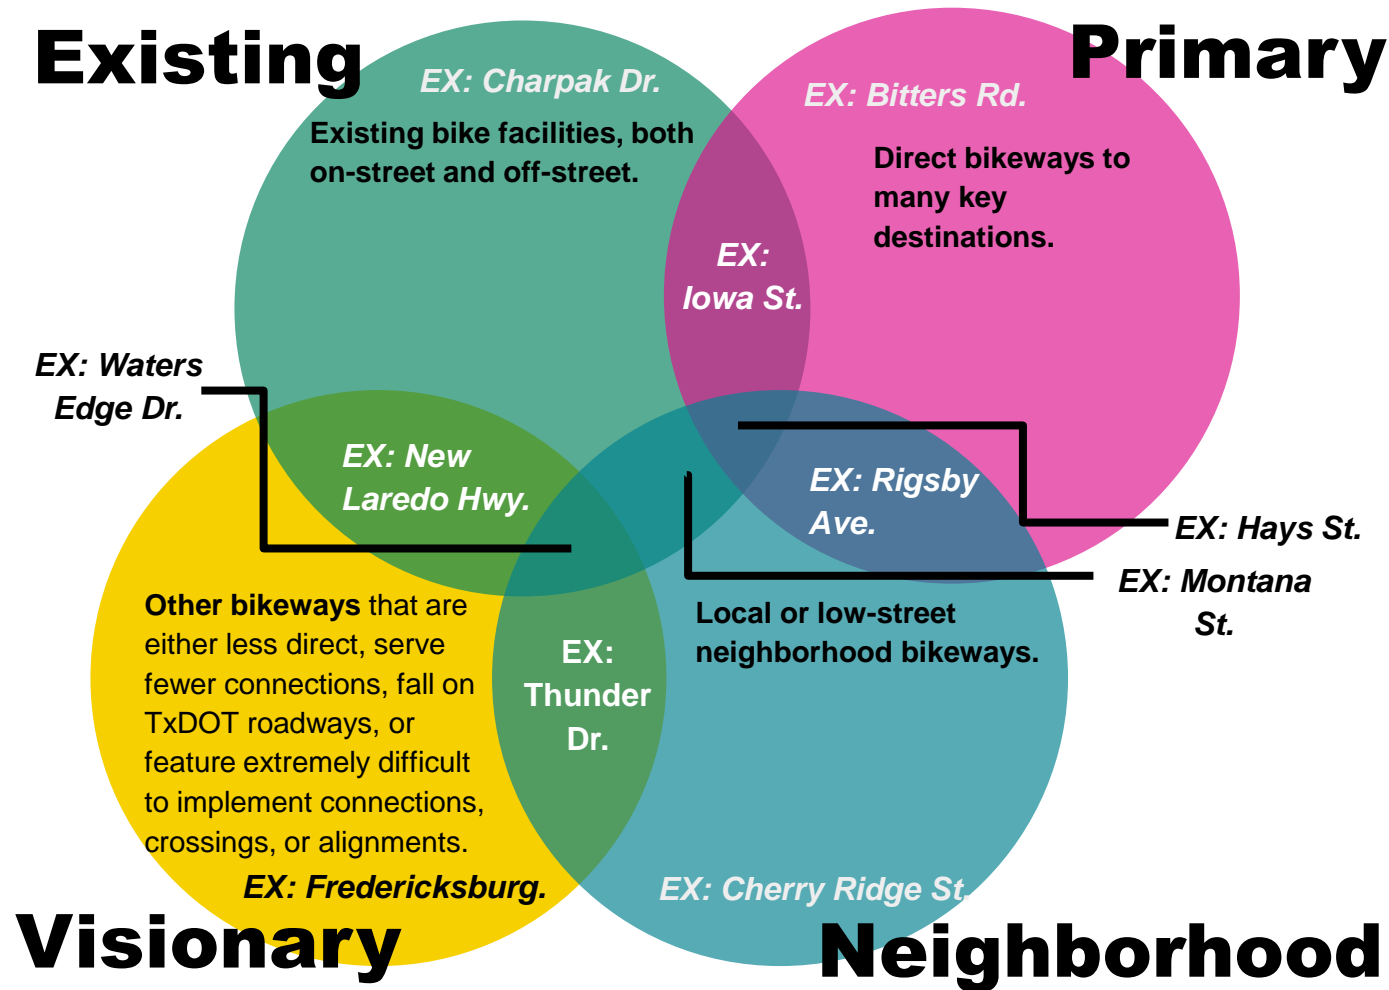 Existing
Primary
EX: Charpak Dr.
Existing bike facilities, both
on-street and off-street.
EX: Bitters Rd.
Direct bikeways to
many key
destinations.
EX:
Iowa St.
EX: Waters
Edge Dr.
EX: New
Laredo Hwy.
EX: Rigsby
Ave.
EX: Hays St.
EX: Montana
St.
Other bikeways that are
either less direct, serve
fewer connections, fall on
TxDOT roadways, or
feature extremely difficult
to implement connections,
crossings, or alignments.
EX: Fredericksburg.
EX:
Thunder
Dr.
Local or low-street
neighborhood bikeways.
EX: Cherry Ridge St.
Visionary
Neighborhood